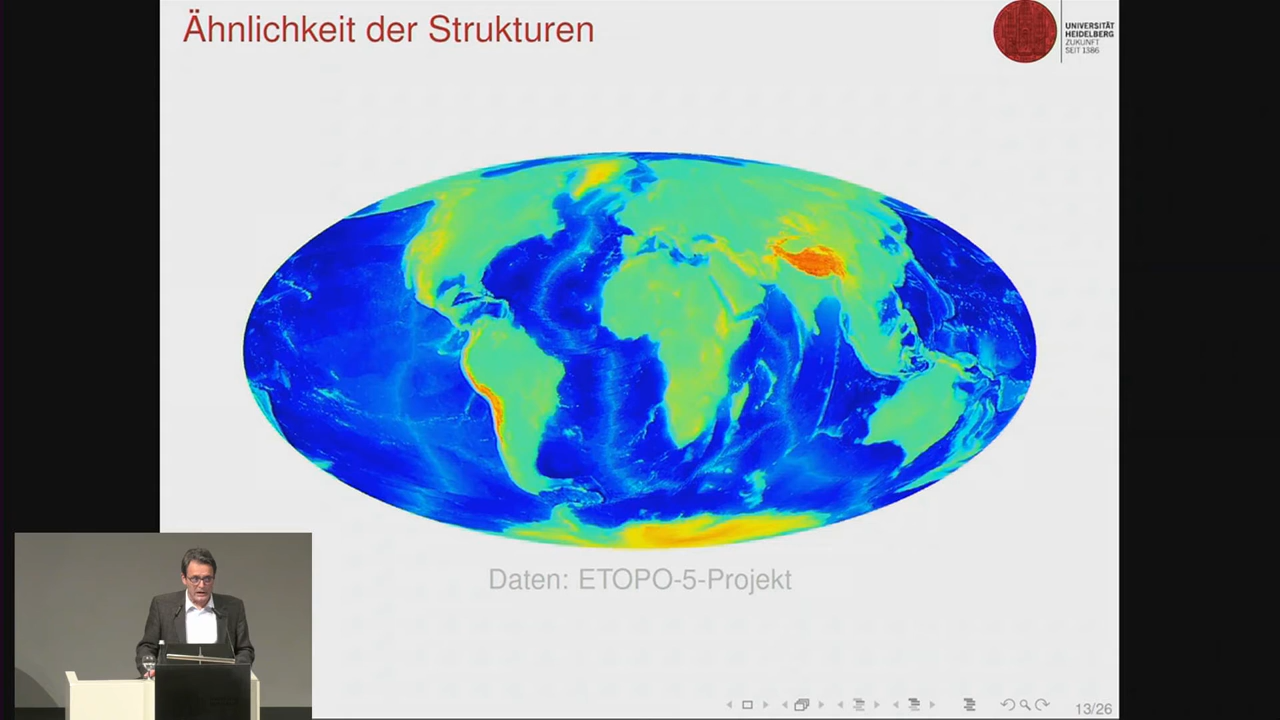 Ähnlichkeit der Strukturen
UNIVERSITÄT
HEIDELBERG
ZUKUNFT
SEIT 1386
Daten: ETOPO-5-Projekt
13/26